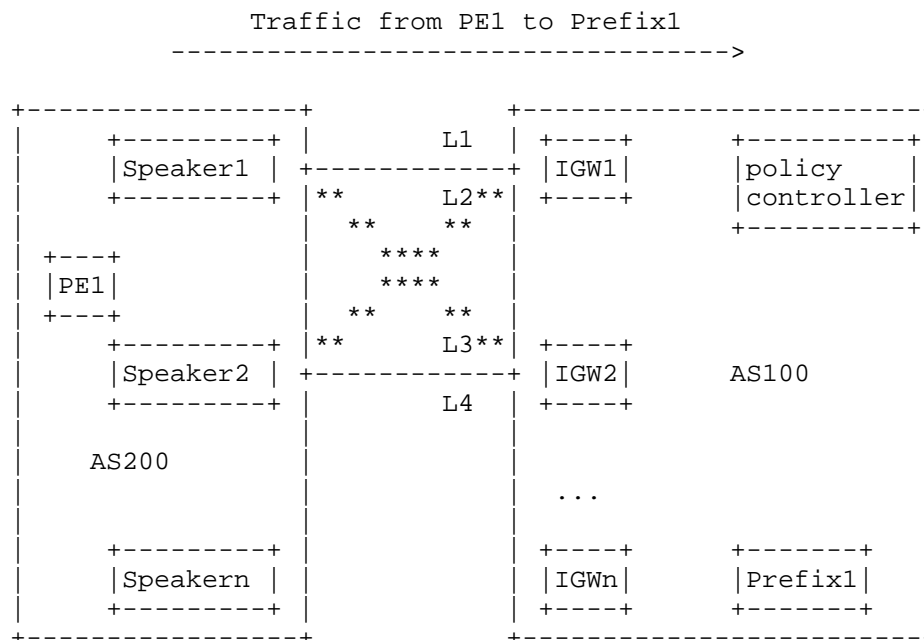 Traffic from PE1 to Prefix1
----------------------------------->
+-----------------+ +-------------------------
| +---------+ | L1 | +----+ +----------+
| |Speaker1 | +------------+ |IGW1| |policy |
| +---------+ |** L2**| +----+ |controller|
| | ** ** | +----------+
| +---+ | **** |
| |PE1| | **** |
| +---+ | ** ** |
| +---------+ |** L3**| +----+
| |Speaker2 | +------------+ |IGW2| AS100
| +---------+ | L4 | +----+
| | |
| AS200 | |
| | | ...
| | |
| +---------+ | | +----+ +-------+
| |Speakern | | |IGWn| |Prefix1|
| +---------+ | | +----+ +-------+
+-----------------+ +-------------------------